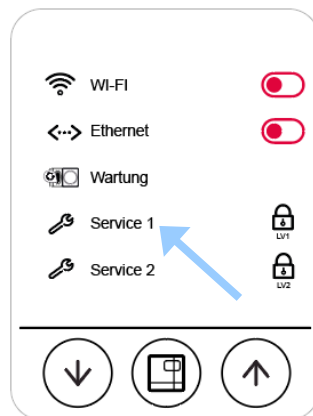 WI-FI
Ethernet
Wartung
Service 1
LV1
Service 2
LV2